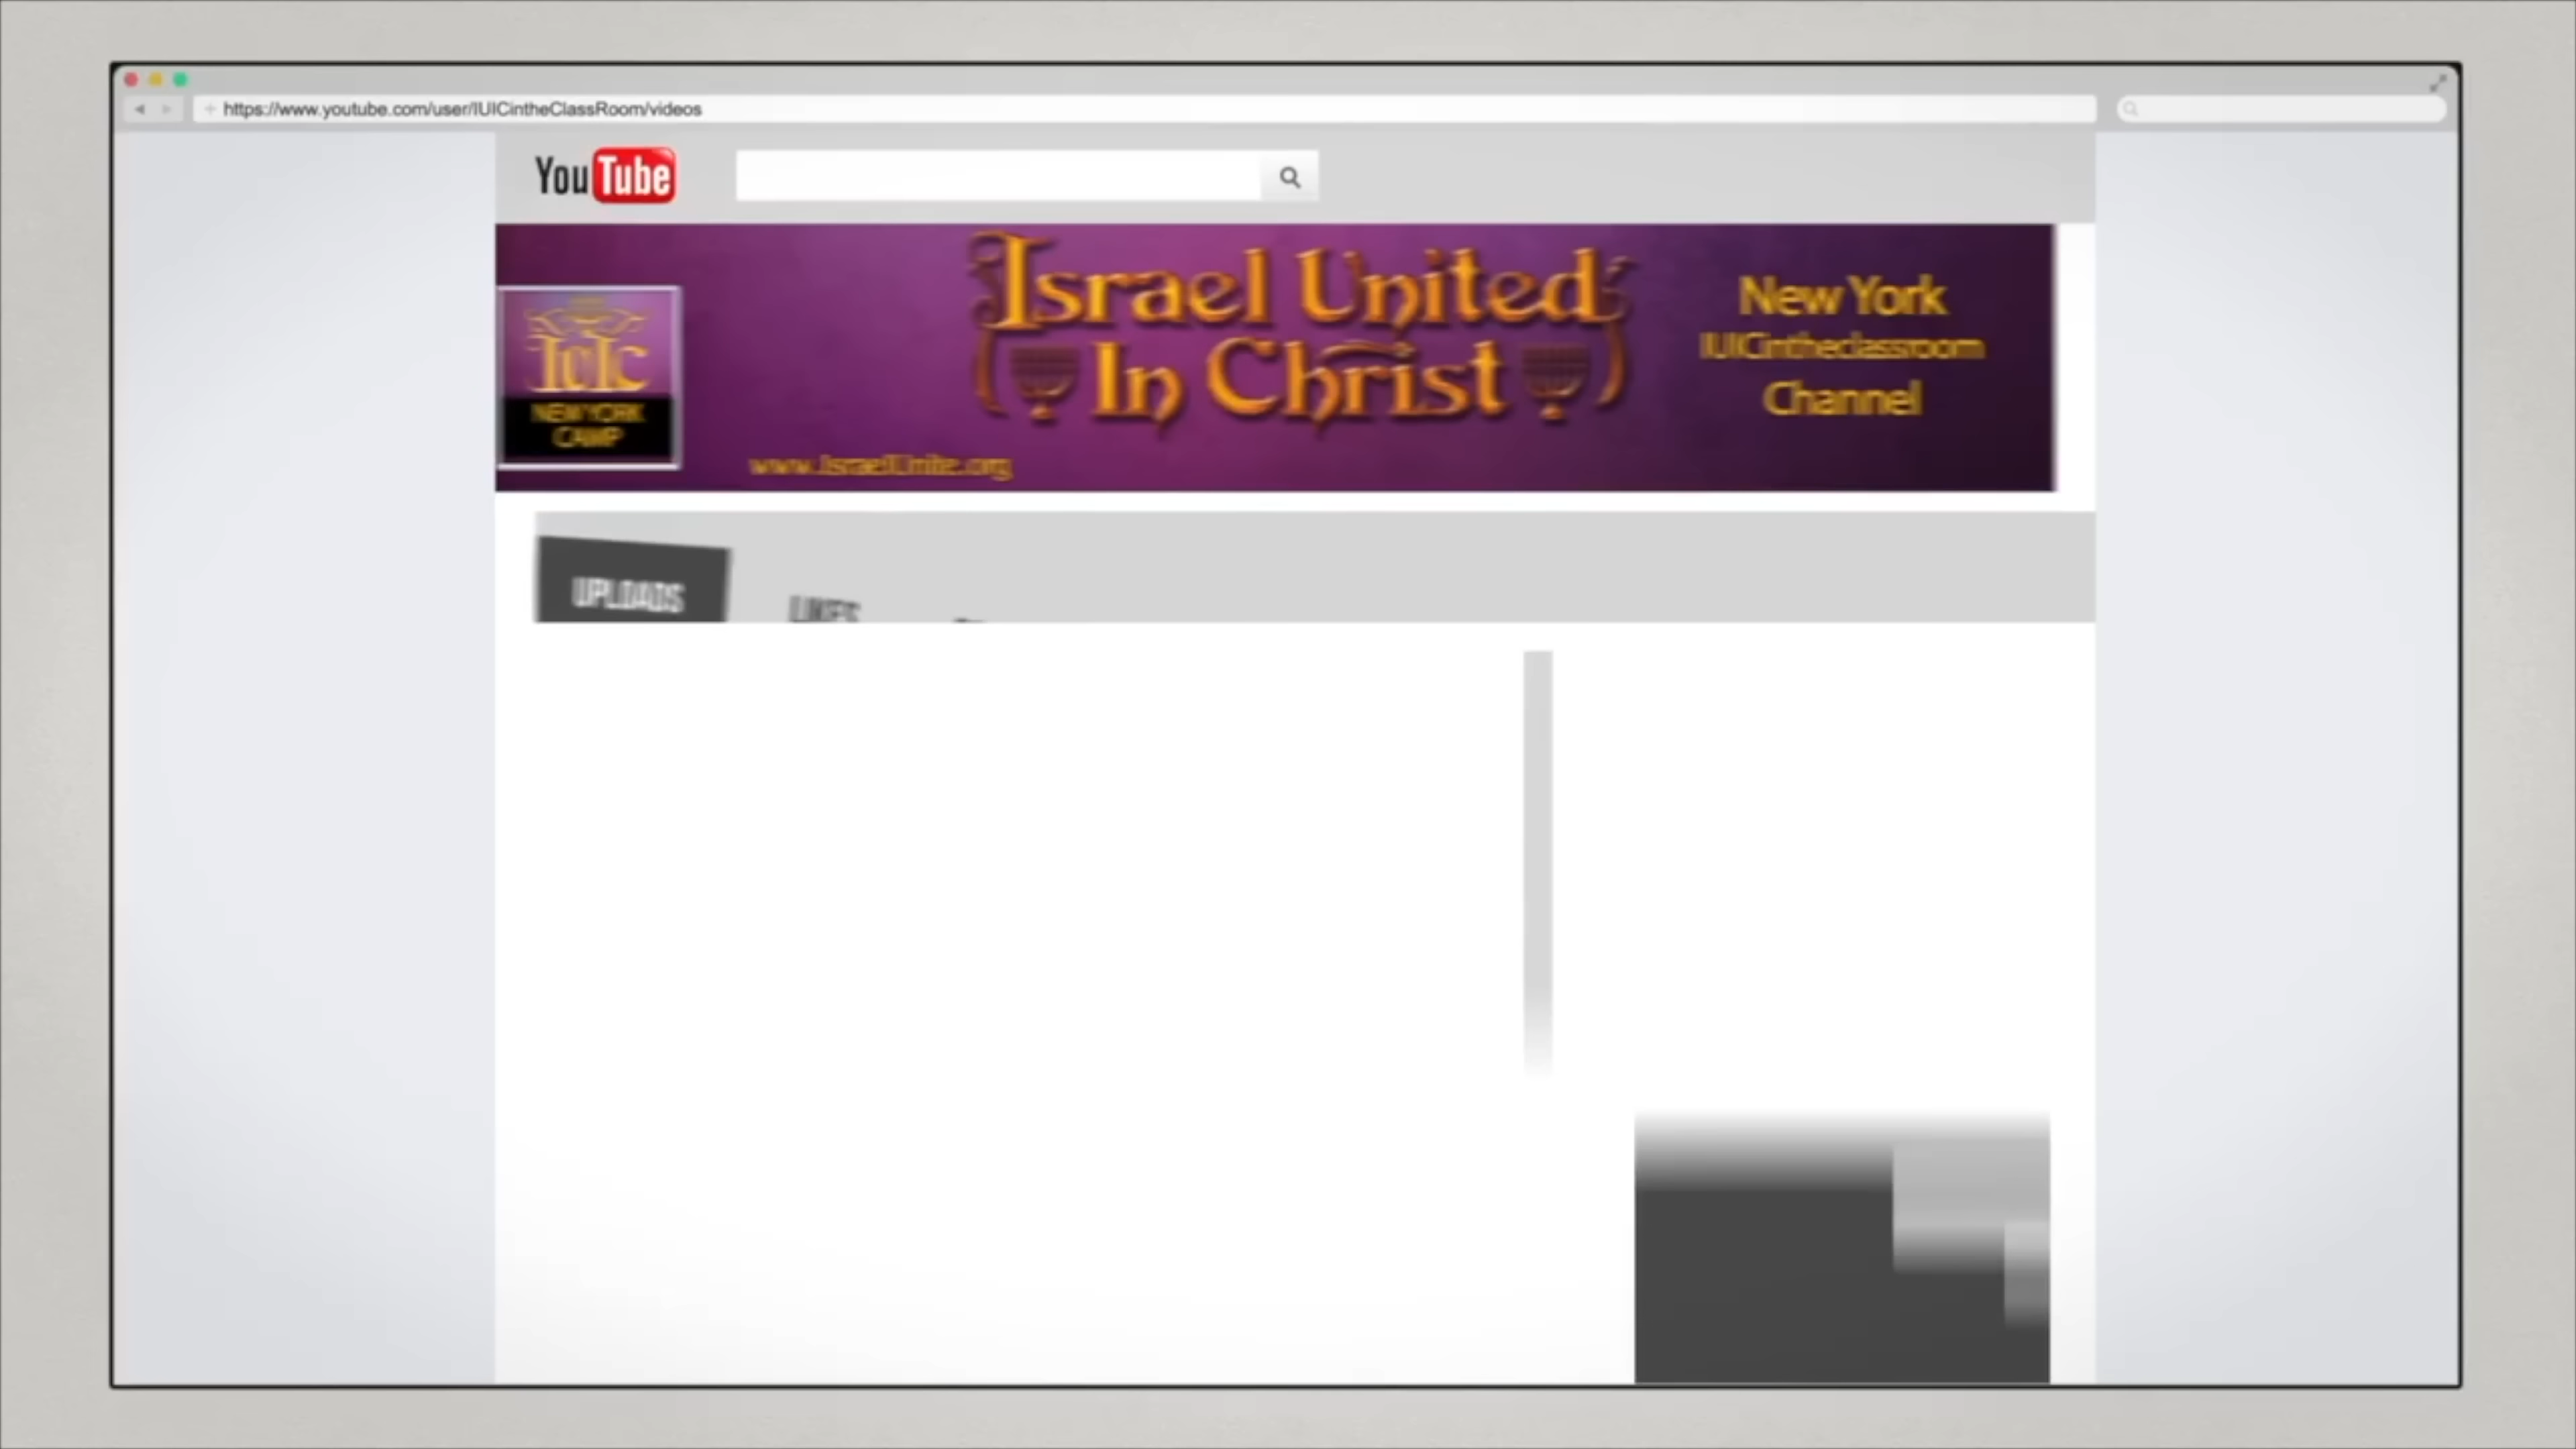 https://www.youtube.com/user/IUICintheClassRoom/videos
YouTube
Israel United
In Christ
New York
IUICintheclassroom
Channel
IUIC
NEW YORK
CAMP
www.IsraelUnite.org
UPLOADS
LIKES